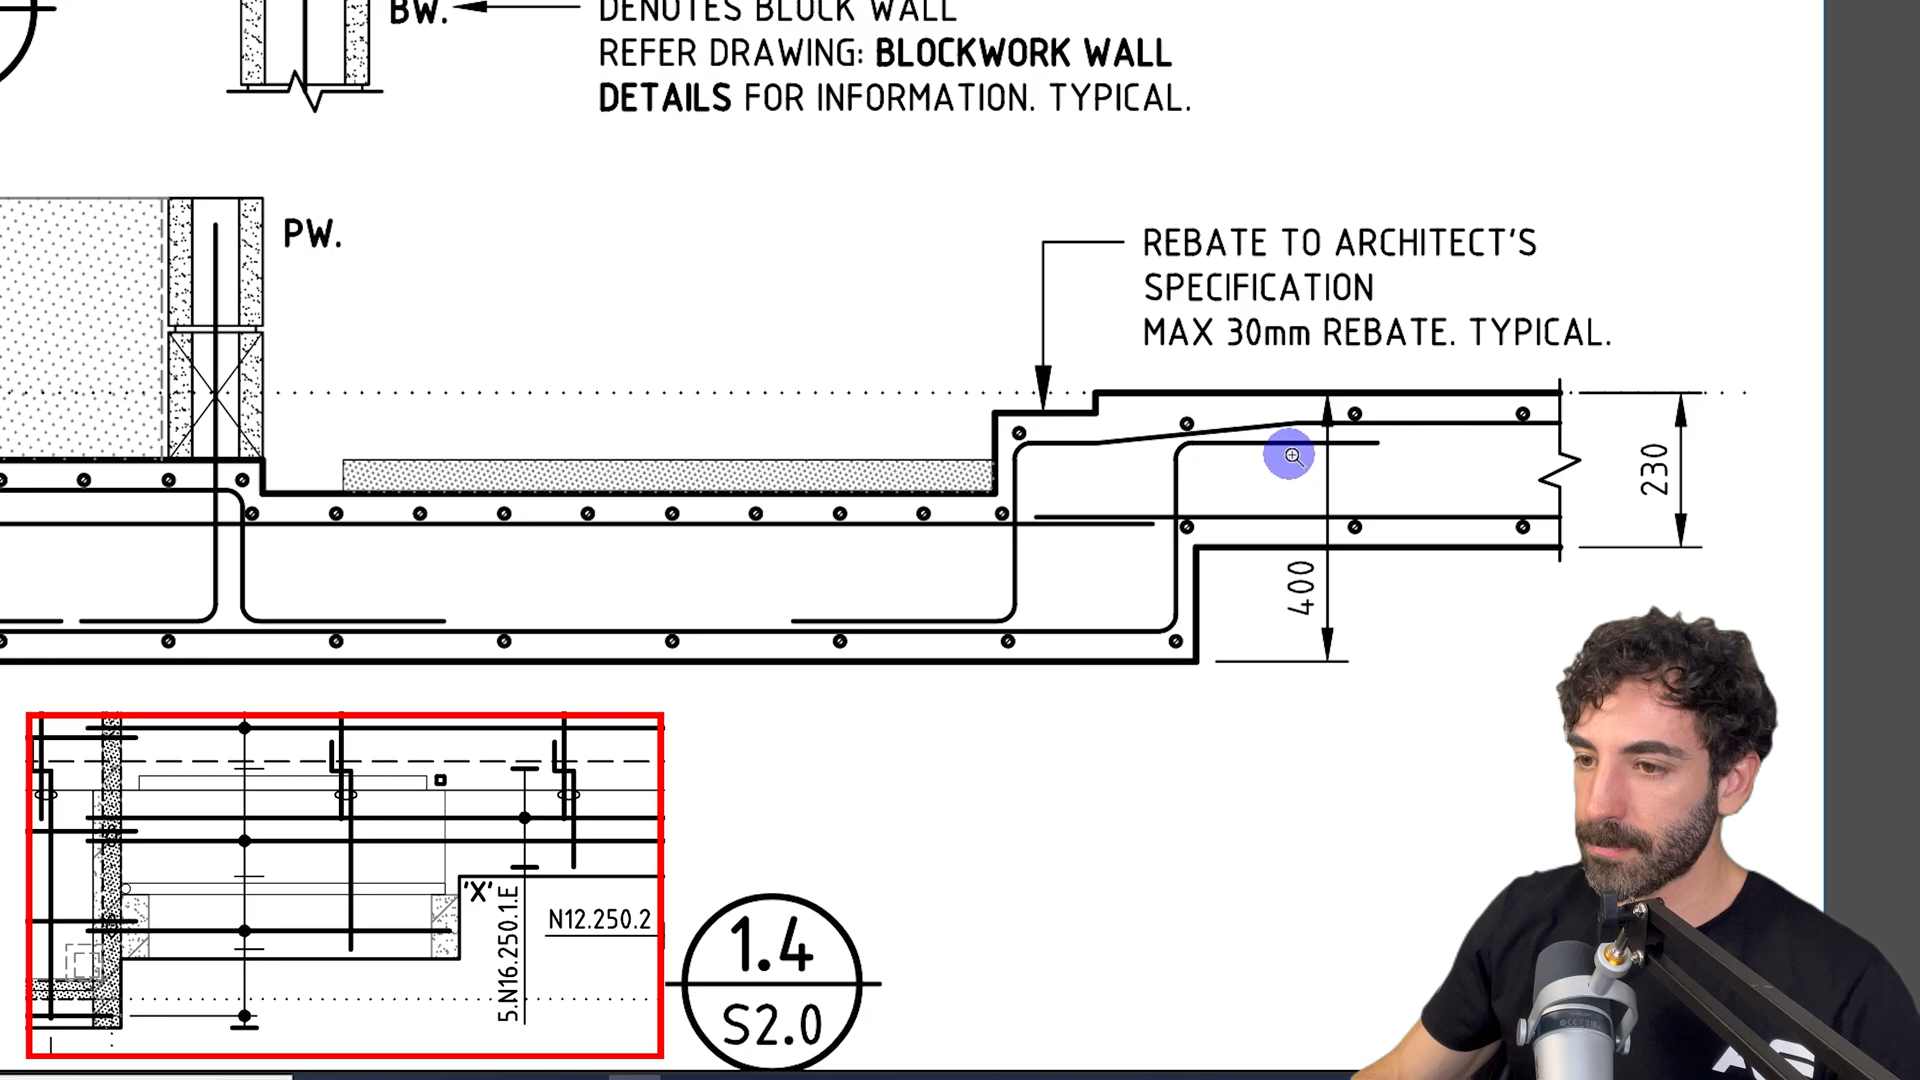 BW.
DENOTES BLOCK WALL
REFER DRAWING: BLOCKWORK WALL
DETAILS FOR INFORMATION. TYPICAL.
PW.
REBATE TO ARCHITECT'S
SPECIFICATION
MAX 30mm REBATE. TYPICAL.
230
400
'X'
5.N16.250.1.E
N12.250.2
1.4
S2.0